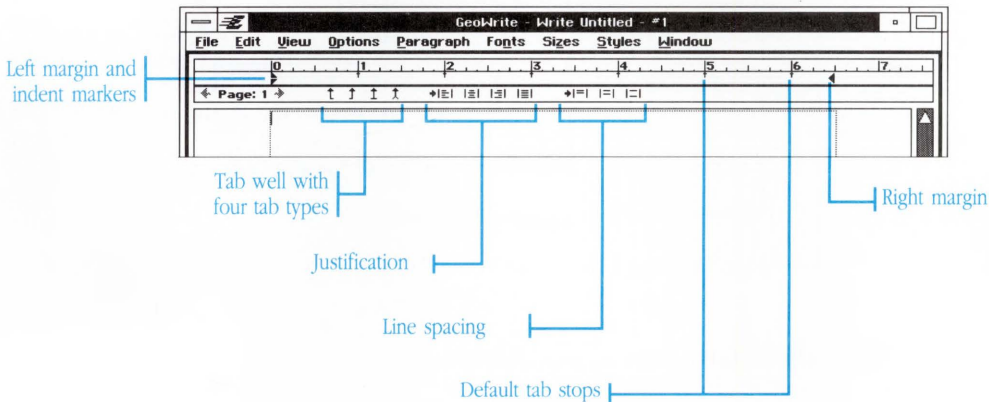 GeoWrite - Write Untitled - #1
File Edit View Options Paragraph Fonts Sizes Styles Window
Left margin and
indent markers
0 1 2 3 4 5 6 7
Page: 1
Tab well with
four tab types
Right margin
Justification
Line spacing
Default tab stops